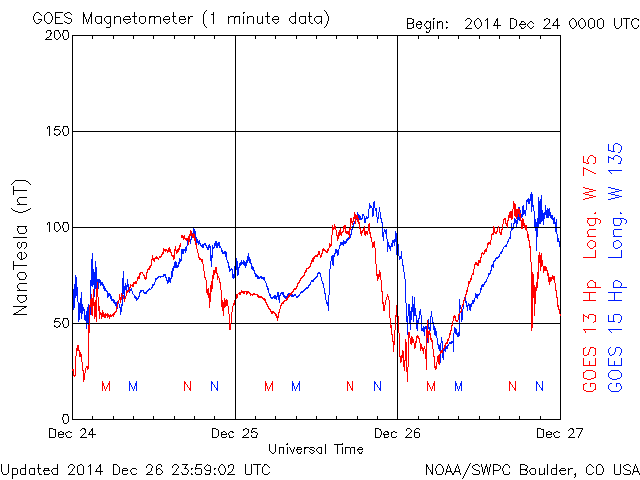 GOES Magnetometer (1 minute data)
Begin: 2014 Dec 24 0000 UTC
200
150
100
50
0
NanoTesla (nT)
M M N N M M N N M M N N
Dec 24 Dec 25 Dec 26 Dec 27
Universal Time
GOES 13 Hp Long. W 75
GOES 15 Hp Long. W 135
Updated 2014 Dec 26 23:59:02 UTC
NOAA/SWPC Boulder, CO USA